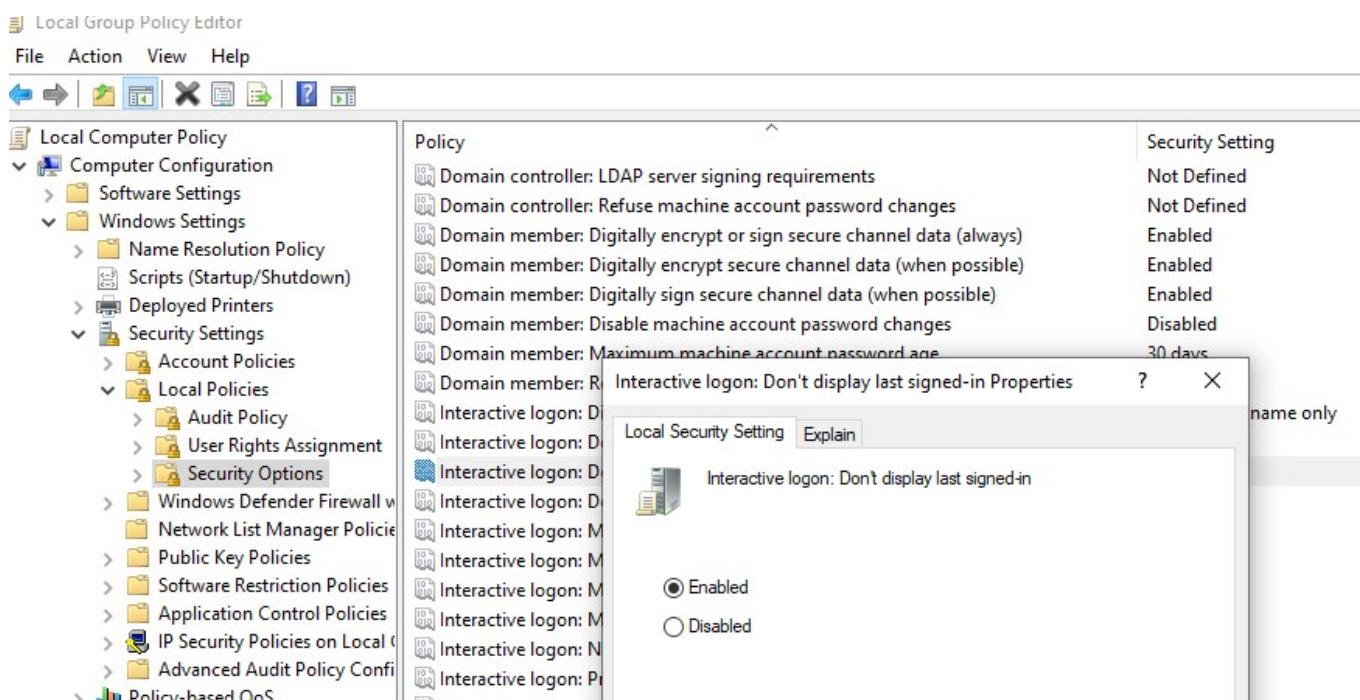 Local Group Policy Editor
File Action View Help
Local Computer Policy
Computer Configuration
Software Settings
Windows Settings
Name Resolution Policy
Scripts (Startup/Shutdown)
Deployed Printers
Security Settings
Account Policies
Local Policies
Audit Policy
User Rights Assignment
Security Options
Windows Defender Firewall w
Network List Manager Policie
Public Key Policies
Software Restriction Policies
Application Control Policies
IP Security Policies on Local
Advanced Audit Policy Confi
Policy-based QoS
Policy Security Setting
Domain controller: LDAP server signing requirements Not Defined
Domain controller: Refuse machine account password changes Not Defined
Domain member: Digitally encrypt or sign secure channel data (always) Enabled
Domain member: Digitally encrypt secure channel data (when possible) Enabled
Domain member: Digitally sign secure channel data (when possible) Enabled
Domain member: Disable machine account password changes Disabled
Domain member: Maximum machine account password age 30 days
Domain member: R
Interactive logon: Di name only
Interactive logon: D
Interactive logon: D
Interactive logon: D
Interactive logon: M
Interactive logon: M
Interactive logon: M
Interactive logon: M
Interactive logon: N
Interactive logon: Pr
Interactive logon: Don't display last signed-in Properties ?
Local Security Setting Explain
Interactive logon: Don't display last signed-in
Enabled
Disabled